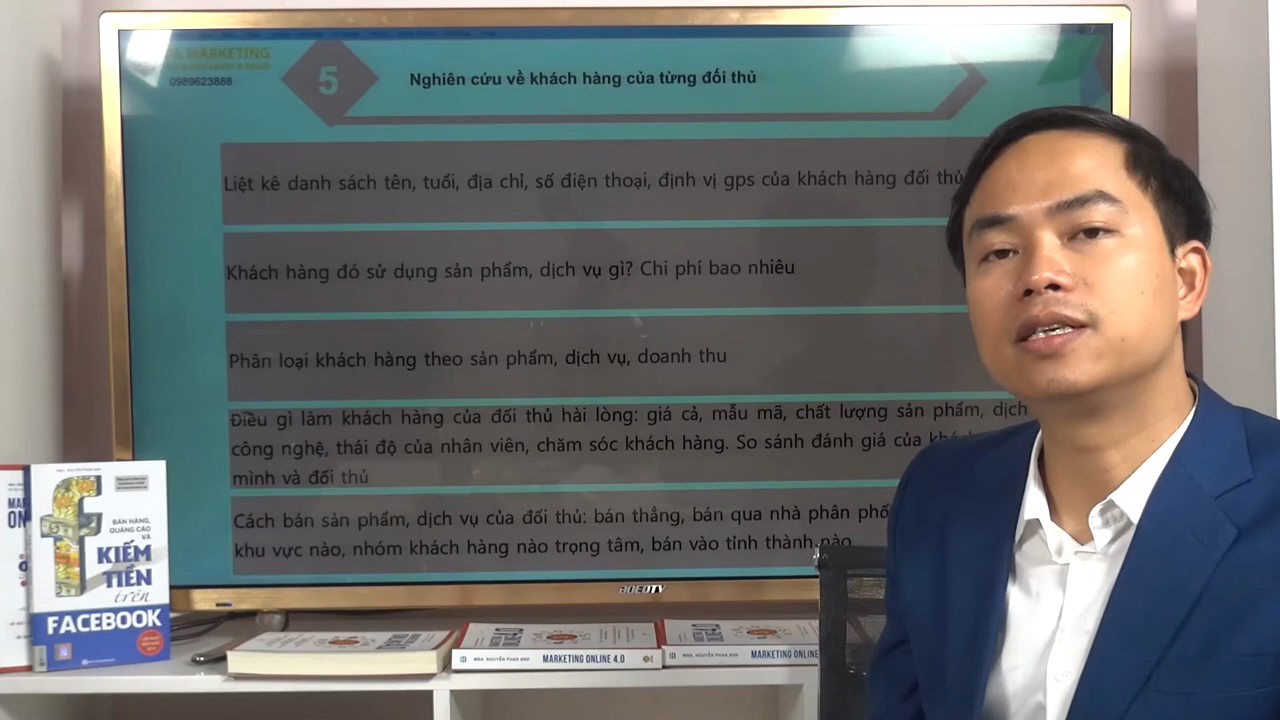 PA MARKETING
0989623888
5
Nghiên cứu về khách hàng của từng đối thủ
Liệt kê danh sách tên, tuổi, địa chỉ, số điện thoại, định vị gps của khách hàng đối thủ
Khách hàng đó sử dụng sản phẩm, dịch vụ gì? Chi phí bao nhiêu
Phân loại khách hàng theo sản phẩm, dịch vụ, doanh thu
Điều gì làm khách hàng của đối thủ hài lòng: giá cả, mẫu mã, chất lượng sản phẩm, dịch
công nghệ, thái độ của nhân viên, chăm sóc khách hàng. So sánh đánh giá của
mình và đối thủ
Cách bán sản phẩm, dịch vụ của đối thủ: bán thẳng, bán qua nhà phân phố
khu vực nào, nhóm khách hàng nào trọng tâm, bán vào tỉnh thành nào
BÁN HÀNG,
QUẢNG CÁO
VÀ
KIẾM
TIỀN
trên
FACEBOOK
MBA. NGUYỄN PHAN ANH
MARKETING ONLINE 4.0
MARKETING ONLINE